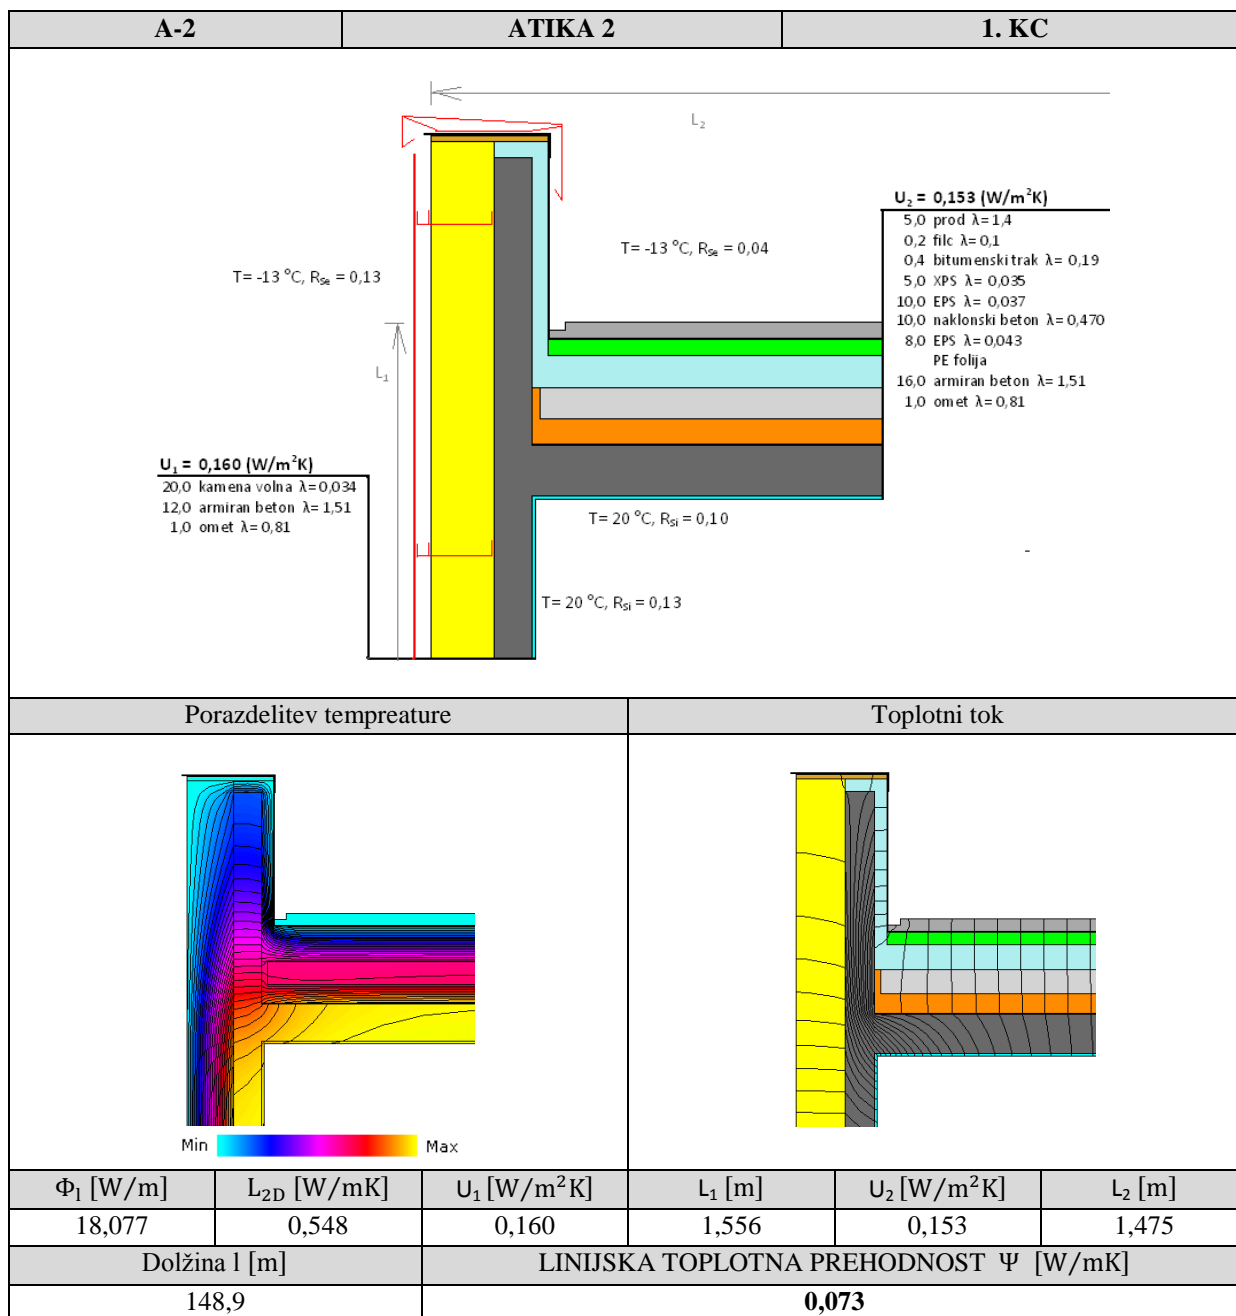 A-2 ATIKA 2 1. KC
L₂
U₂ = 0,153 (W/m²K)
5,0 prod λ= 1,4
0,2 filc λ= 0,1
0,4 bitumenski trak λ= 0,19
5,0 XPS λ= 0,035
10,0 EPS λ= 0,037
10,0 naklonski beton λ= 0,470
8,0 EPS λ= 0,043
PE folija
16,0 armiran beton λ= 1,51
1,0 omet λ= 0,81
T= -13 °C, Rse = 0,04
T= -13 °C, Rse = 0,13
L₁
U₁ = 0,160 (W/m²K)
20,0 kamena volna λ= 0,034
12,0 armiran beton λ= 1,51
1,0 omet λ= 0,81
T= 20 °C, Rsi = 0,10
-
T= 20 °C, Rsi = 0,13
Porazdelitev tempreature Toplotni tok
Min Max
Φₗ [W/m] L₂D [W/mK] U₁ [W/m²K] L₁ [m] U₂ [W/m²K] L₂ [m]
18,077 0,548 0,160 1,556 0,153 1,475
Dolžina l [m] LINIJSKA TOPLOTNA PREHODNOST Ψ [W/mK]
148,9 0,073